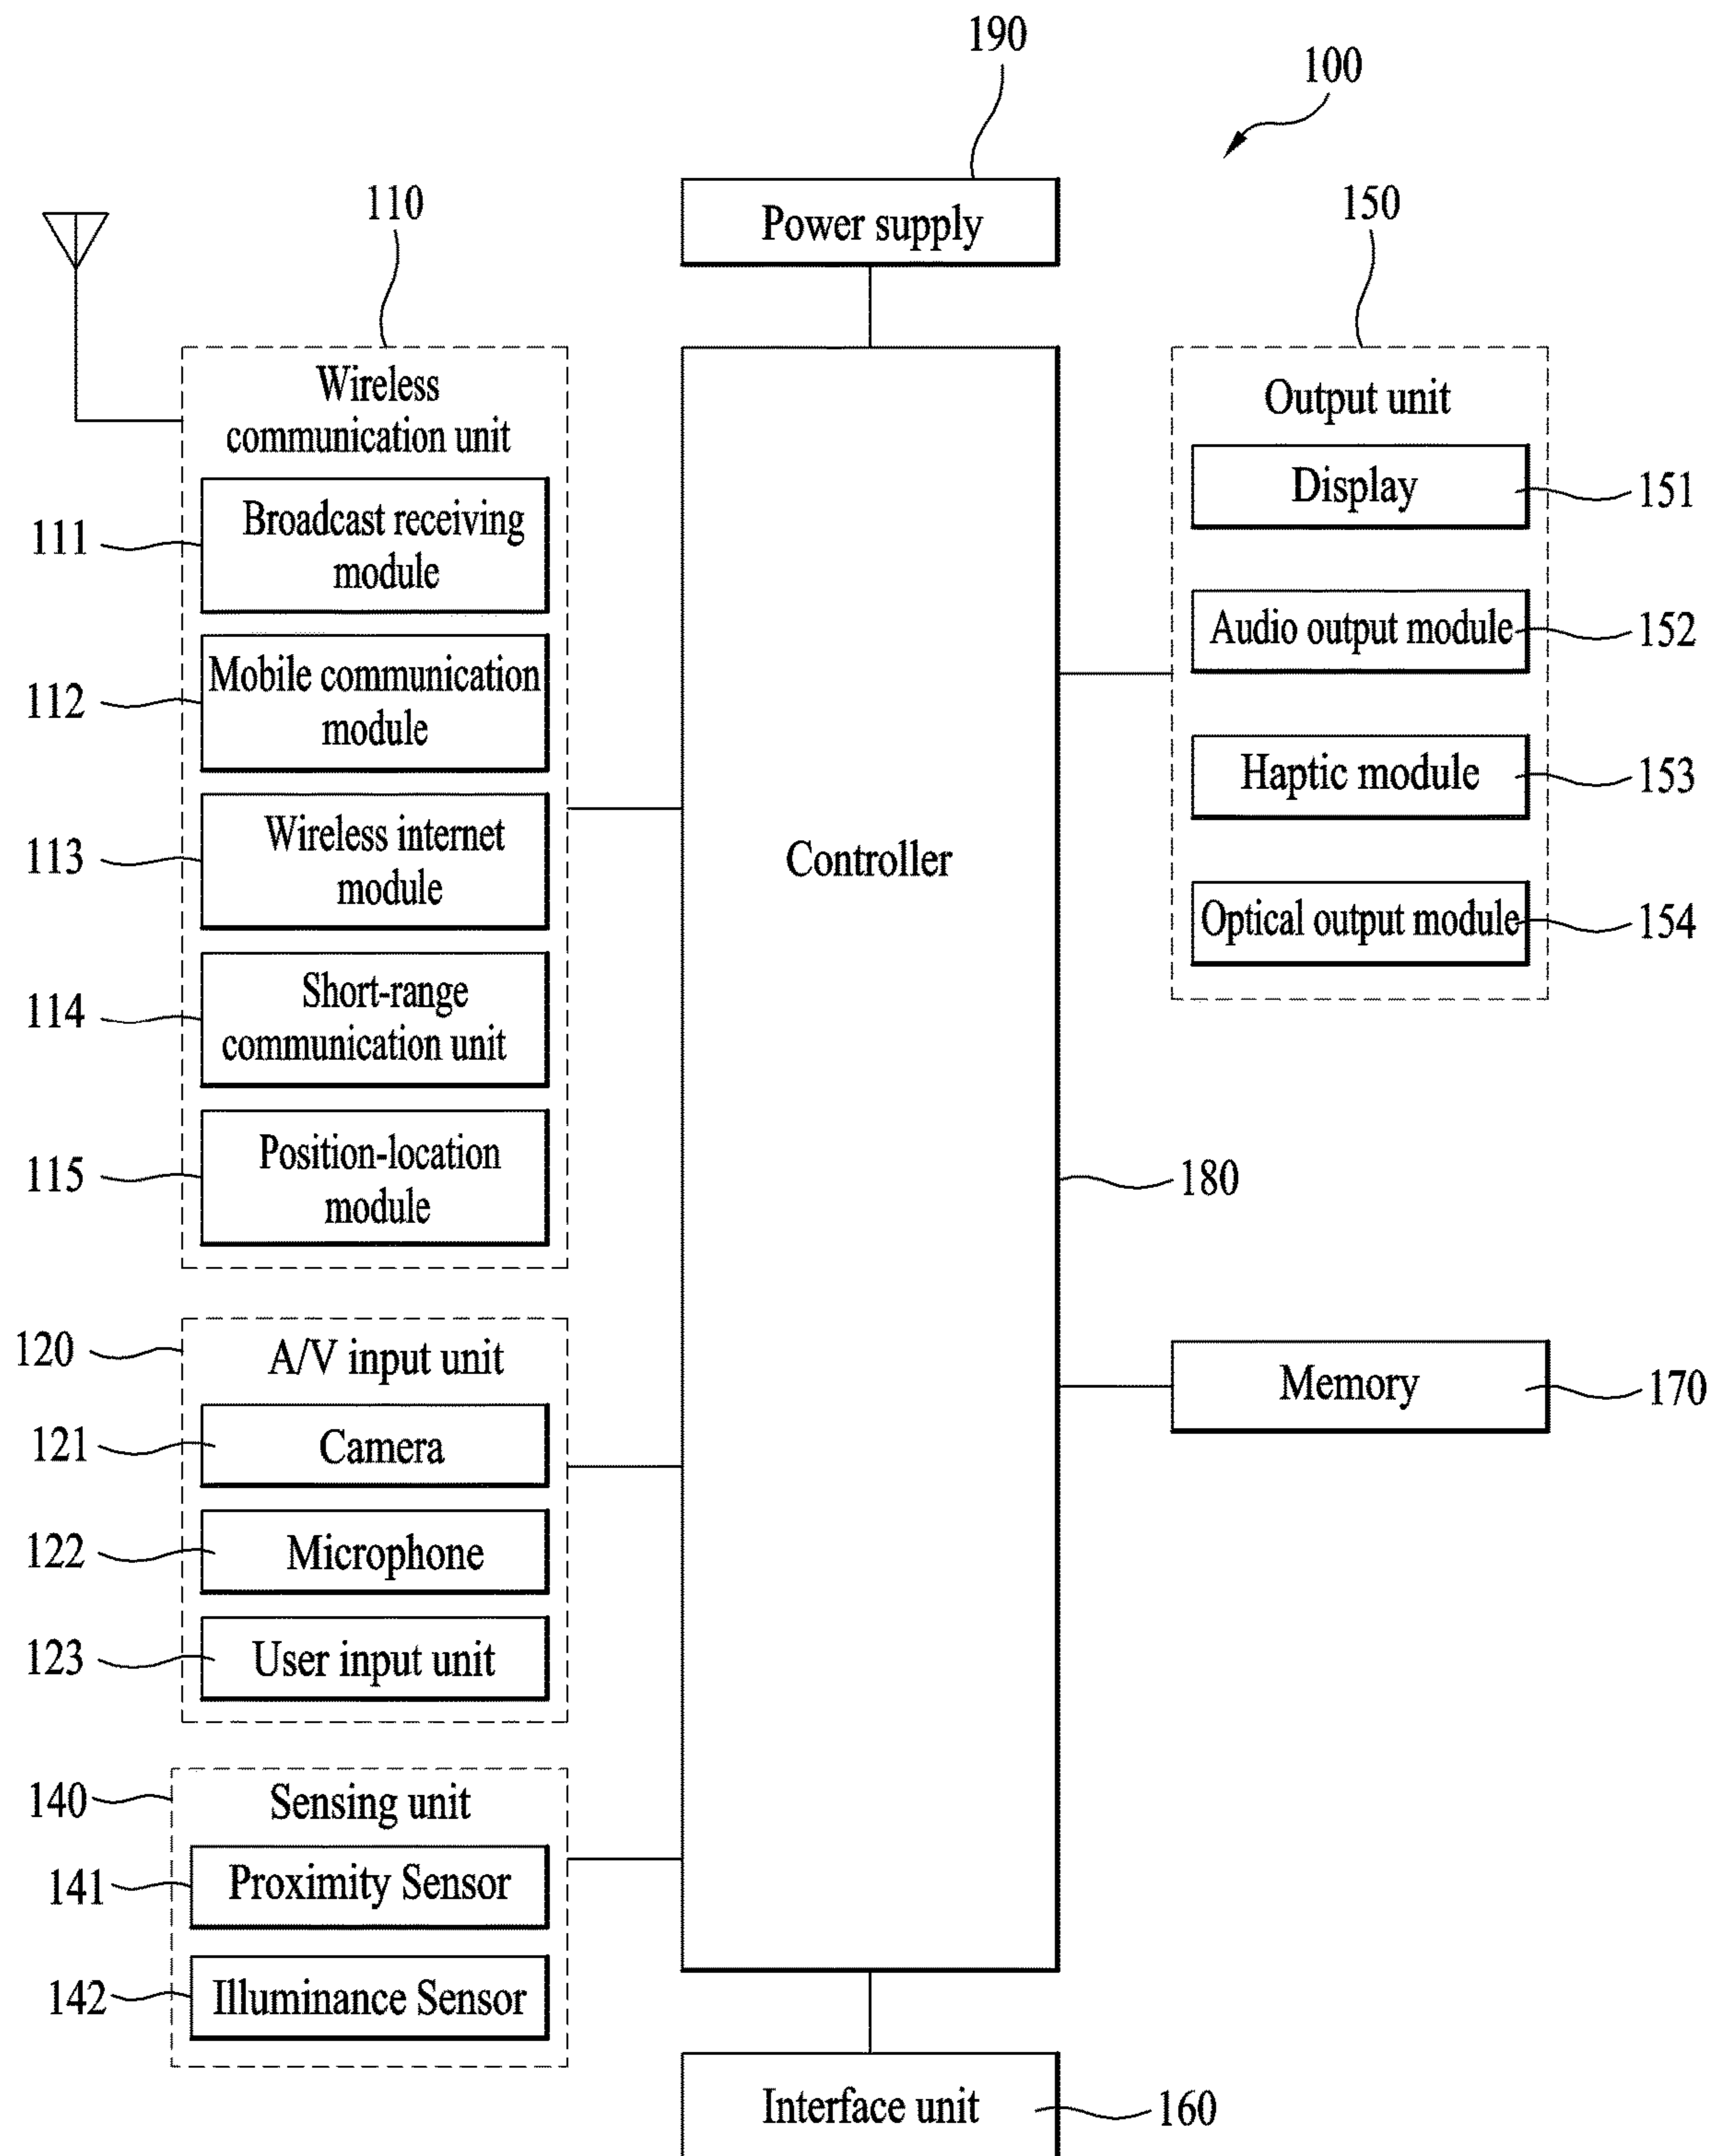 190
100
110
150
Power supply
Wireless
communication unit
111
Broadcast receiving
module
112
Mobile communication
module
113
Wireless internet
module
114
Short-range
communication unit
115
Position-location
module
120
A/V input unit
121
Camera
122
Microphone
123
User input unit
140
Sensing unit
141
Proximity Sensor
142
Illuminance Sensor
Controller
180
Output unit
Display
151
Audio output module
152
Haptic module
153
Optical output module
154
Memory
170
Interface unit
160